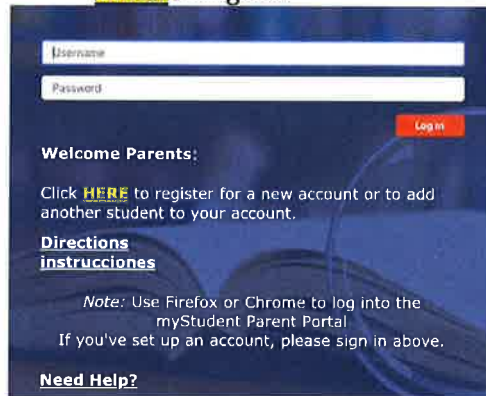 Username
Password
Log in
Welcome Parents:
Click HERE to register for a new account or to add
another student to your account.
Directions
instrucciones
Note: Use Firefox or Chrome to log into the
myStudent Parent Portal
If you've set up an account, please sign in above.
Need Help?